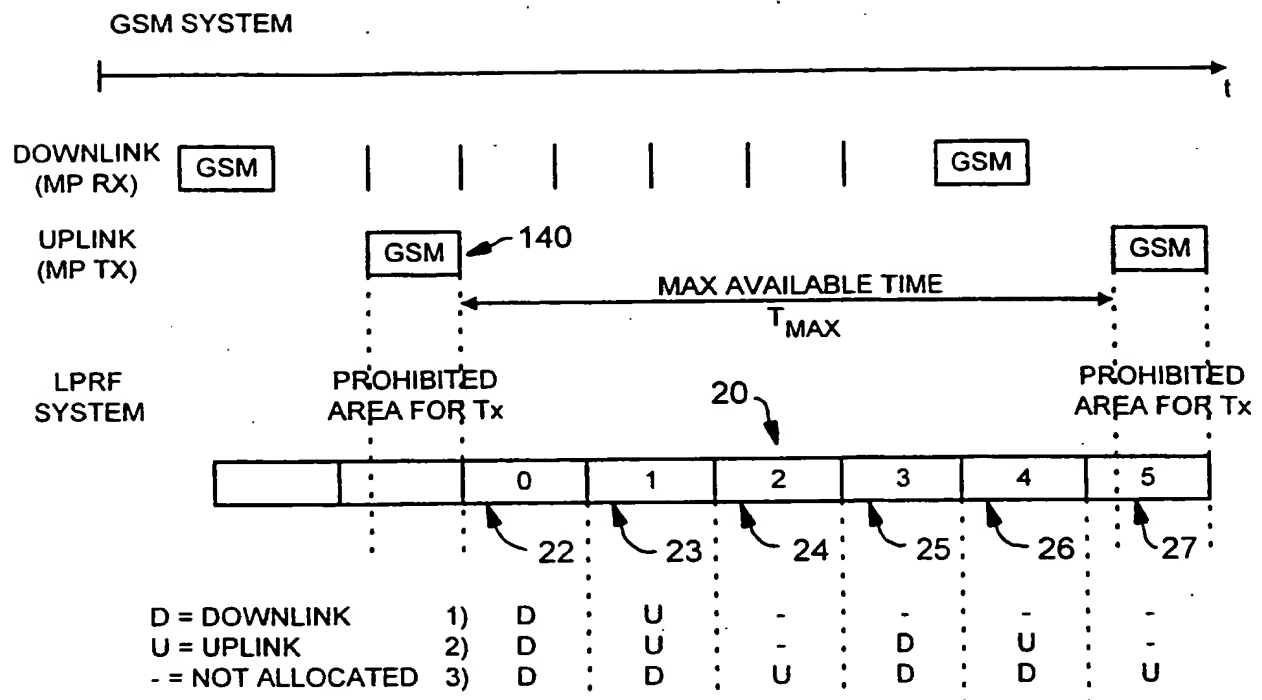 GSM SYSTEM
t
DOWNLINK
(MP RX)
GSM
GSM
UPLINK
(MP TX)
GSM
140
GSM
MAX AVAILABLE TIME
TMAX
LPRF
SYSTEM
PROHIBITED
AREA FOR Tx
20
PROHIBITED
AREA FOR Tx
0 1 2 3 4 5
22 23 24 25 26 27
D = DOWNLINK 1) D U - - - -
U = UPLINK 2) D U - D U -
- = NOT ALLOCATED 3) D D U D D U